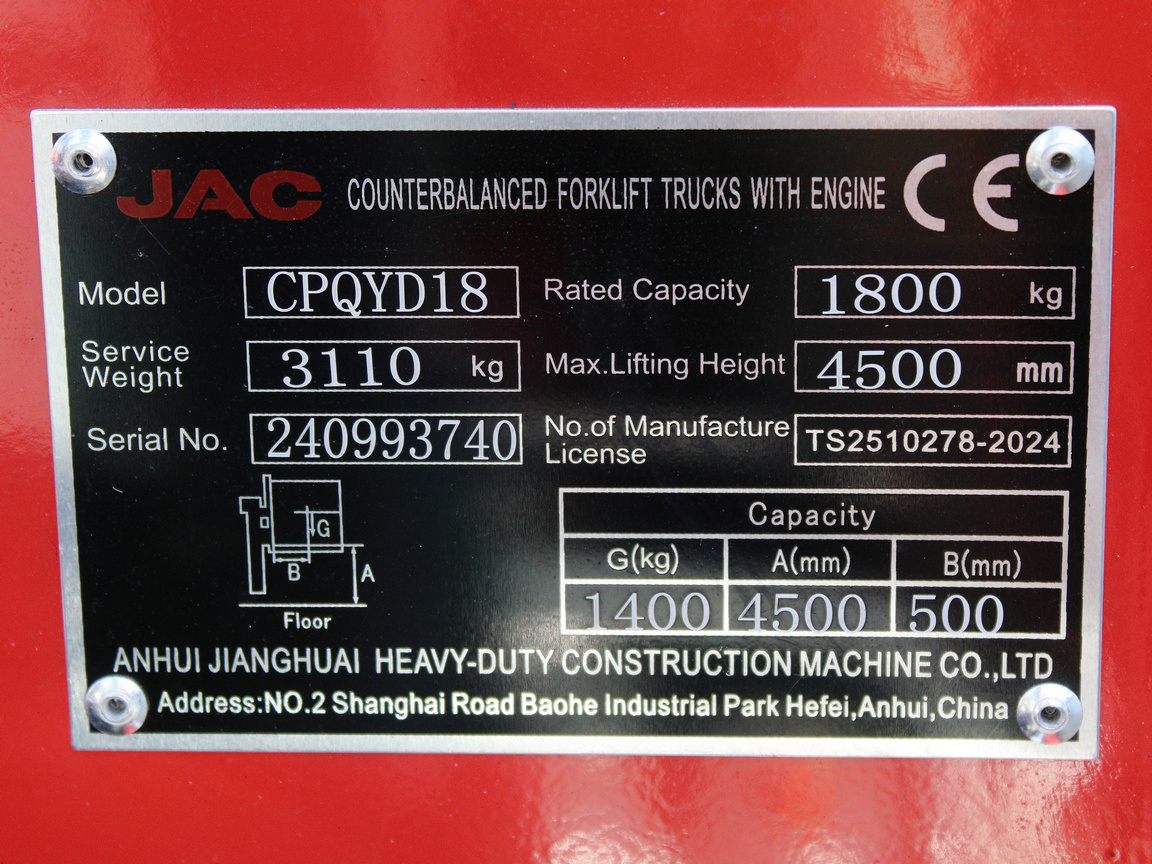 JAC COUNTERBALANCED FORKLIFT TRUCKS WITH ENGINE CE
Model CPQYD18 Rated Capacity 1800 kg
Service Weight 3110 kg Max.Lifting Height 4500 mm
Serial No. 240993740 No.of Manufacture License TS2510278-2024
G
B
A
Floor
Capacity
G(kg) A(mm) B(mm)
1400 4500 500
ANHUI JIANGHUAI HEAVY-DUTY CONSTRUCTION MACHINE CO.,LTD
Address:NO.2 Shanghai Road Baohe Industrial Park Hefei,Anhui,China